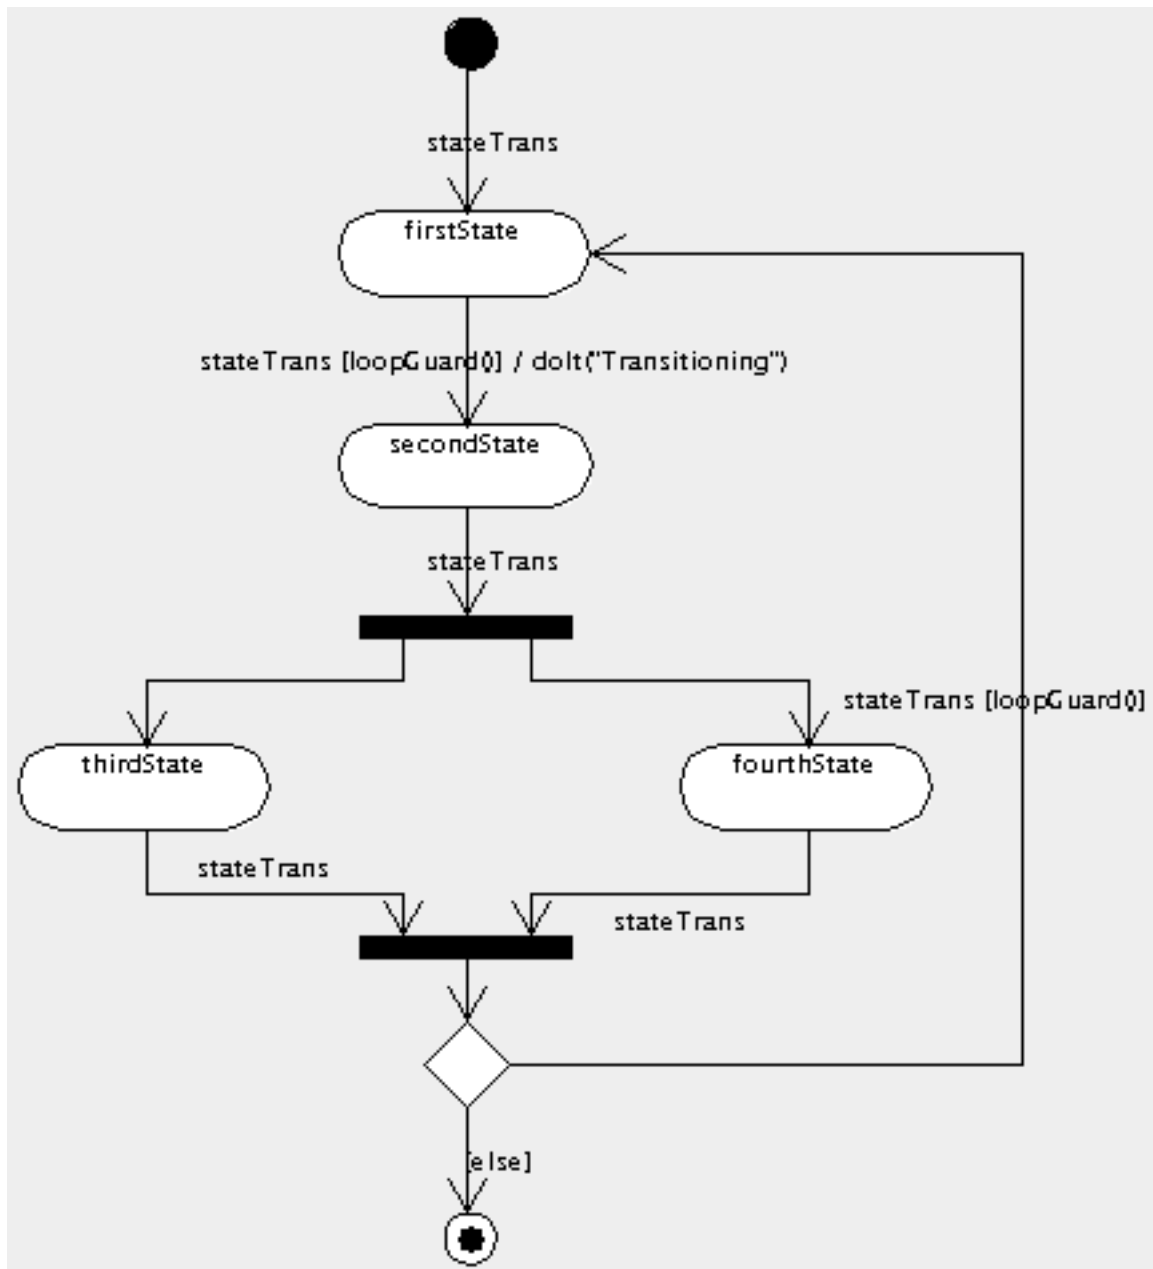 stateTrans
firstState
stateTrans [loopGuard()] / doIt("Transitioning")
secondState
stateTrans
stateTrans [loopGuard()]
thirdState
fourthState
stateTrans
stateTrans
[else]